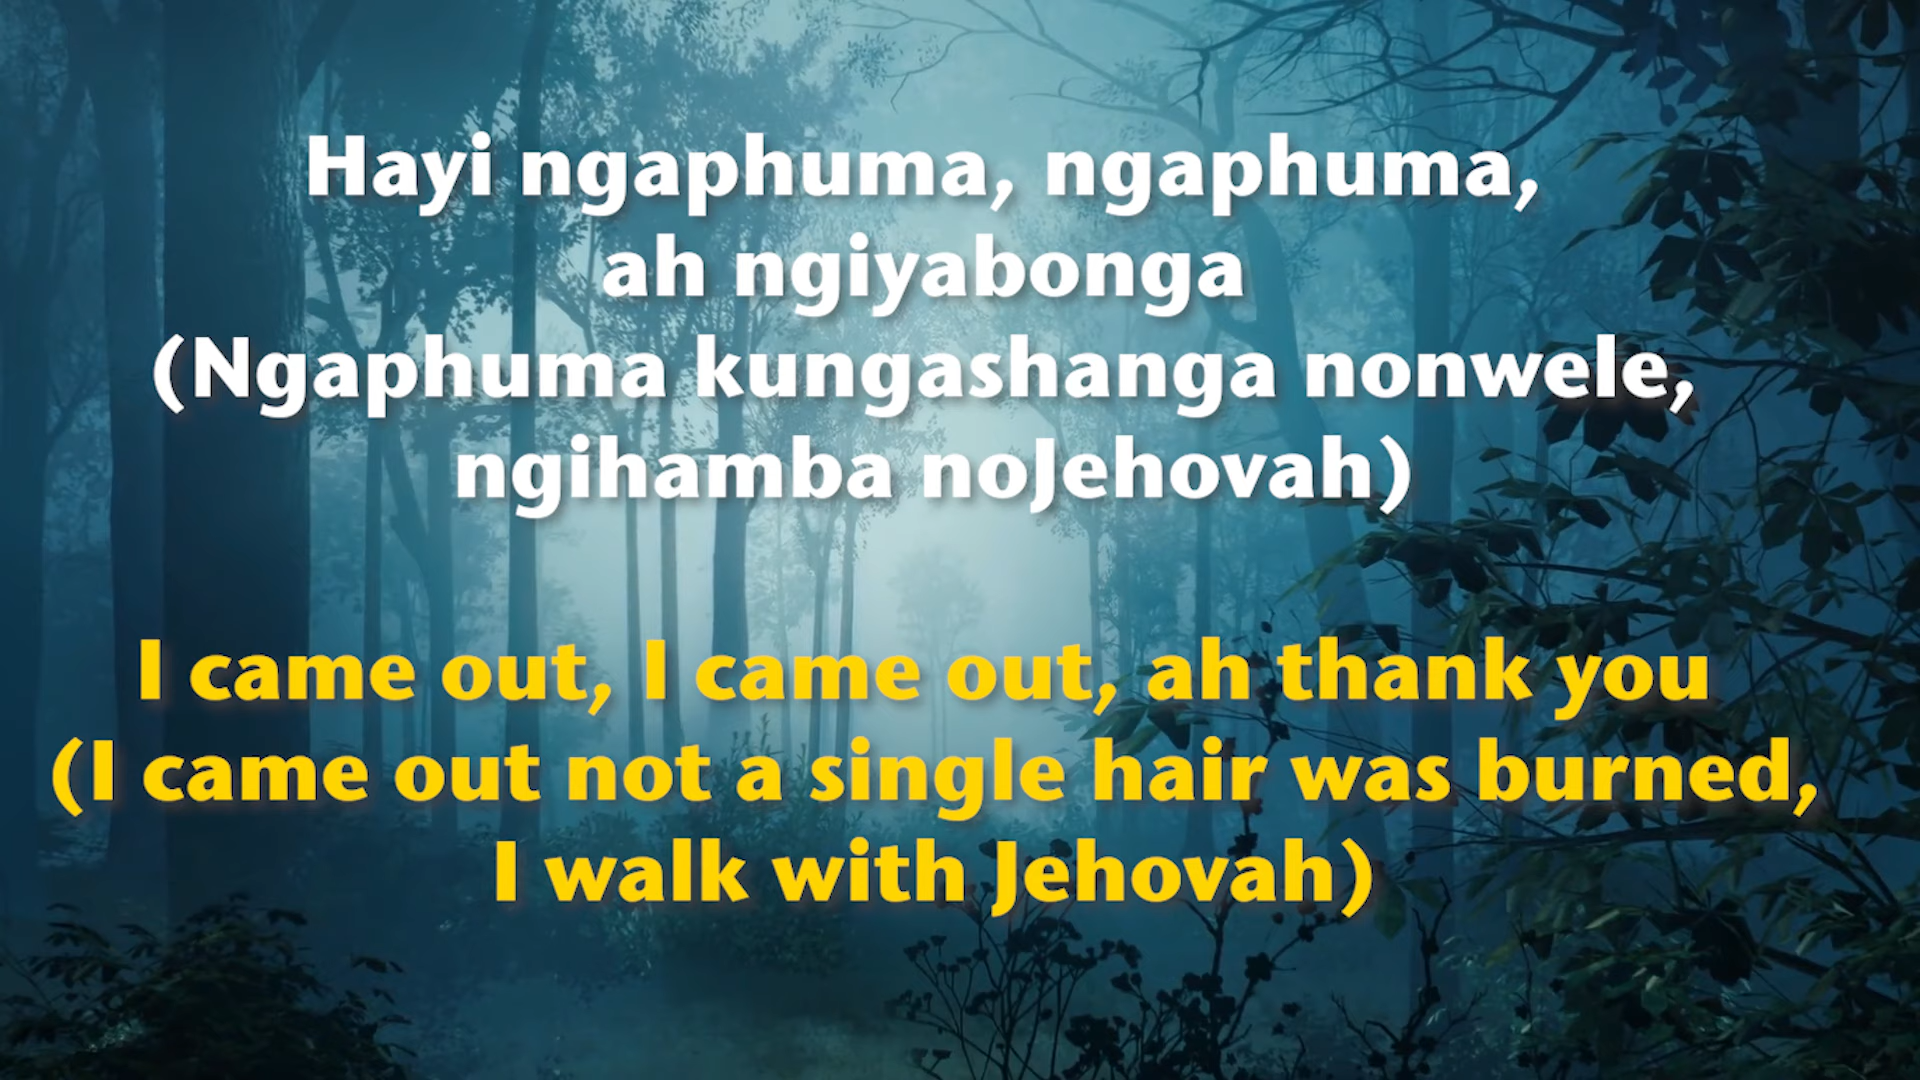 Hayi ngaphuma, ngaphuma,
ah ngiyabonga
(Ngaphuma kungashanga nonwele,
ngihamba noJehovah)
I came out, I came out, ah thank you
(I came out not a single hair was burned,
I walk with Jehovah)